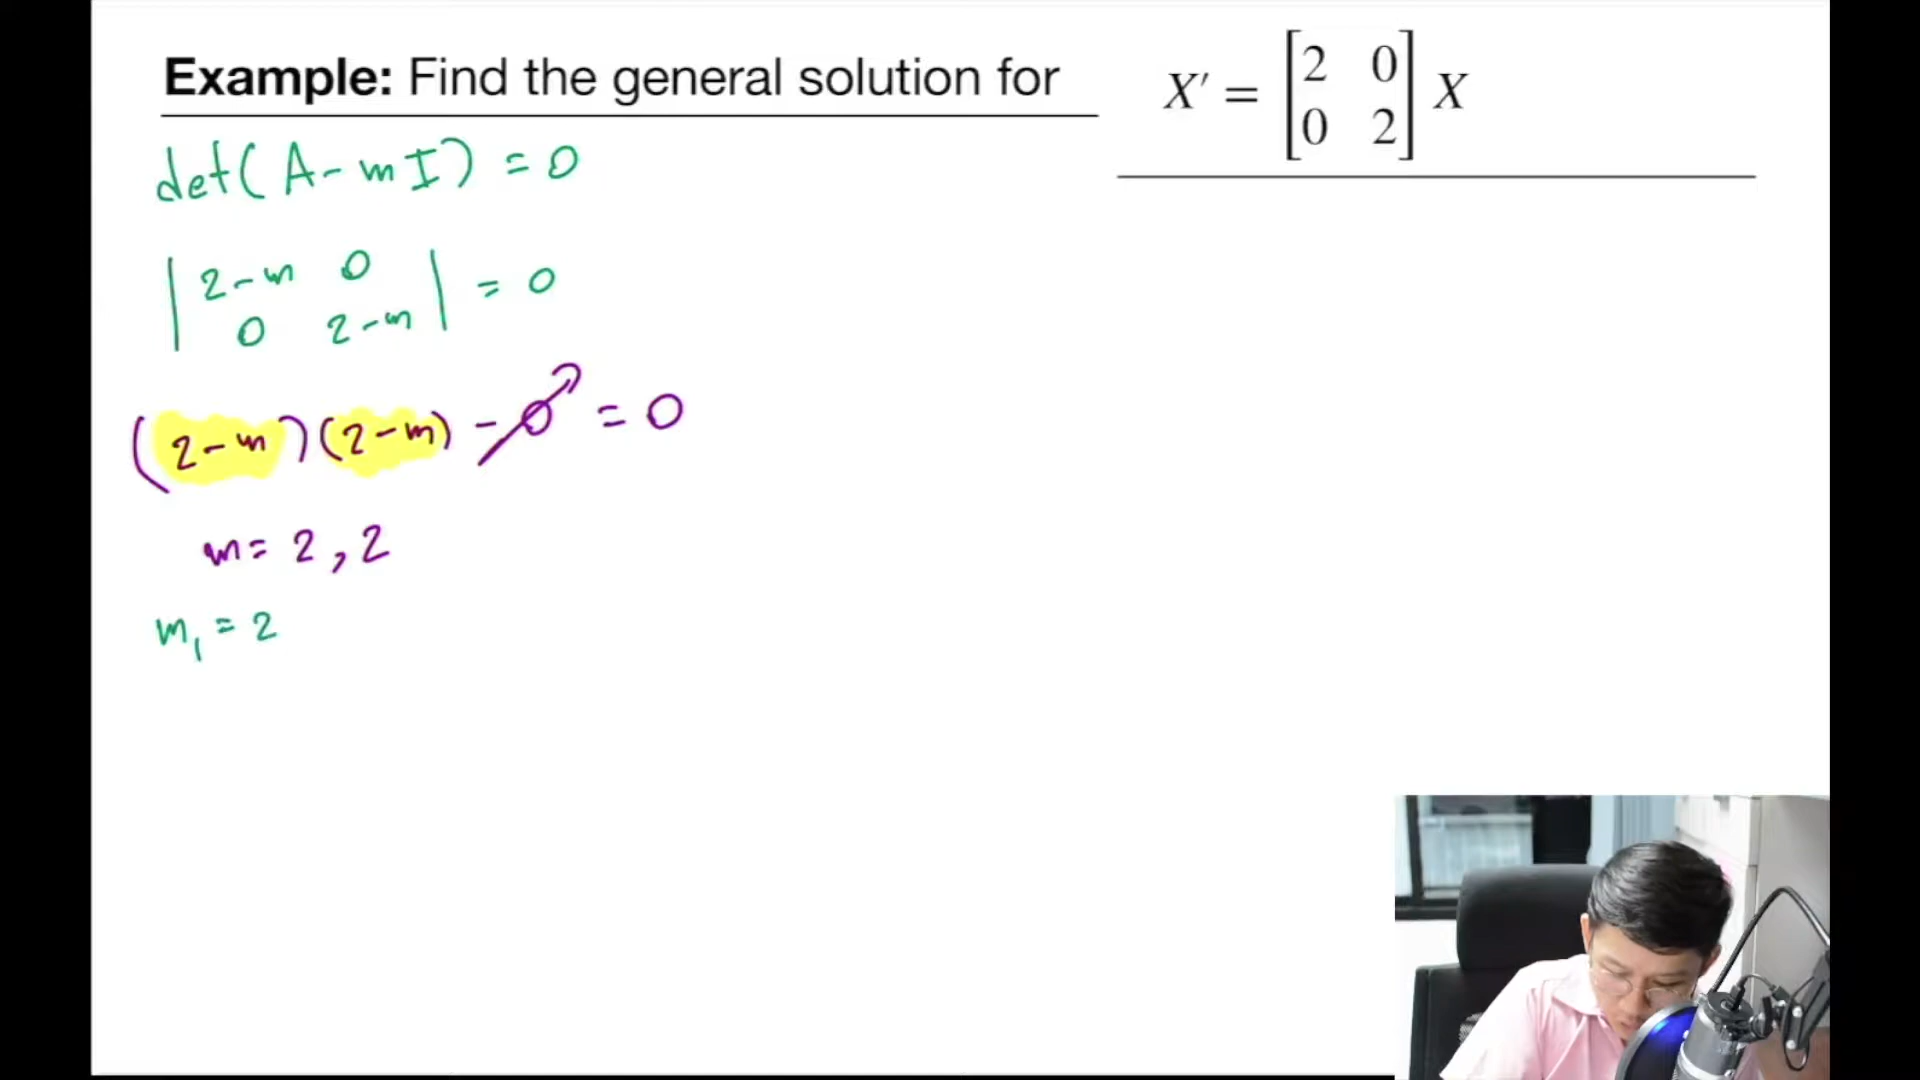 Example: Find the general solution for
X' = [2 0
0 2] X
det(A-mI) = 0
|2-m 0
0 2-m| = 0
(2-m)(2-m) - 0 = 0
m = 2, 2
m₁ = 2